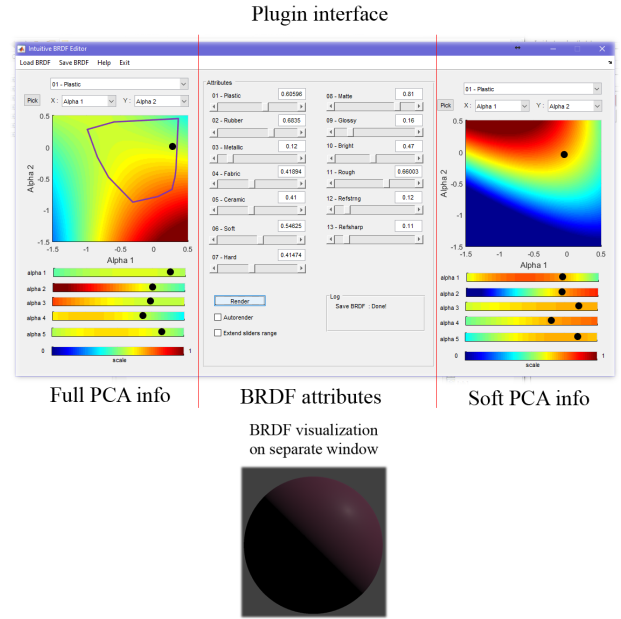 Plugin interface
Intuitive BRDF Editor
Load BRDF Save BRDF Help Exit
01 - Plastic
Pick X : Alpha 1 Y : Alpha 2
0.5
0
-0.5
-1
-1.5
Alpha 2
-1.5 -1 -0.5 0 0.5
Alpha 1
alpha 1
alpha 2
alpha 3
alpha 4
alpha 5
0 1
scale
Attributes
01 - Plastic 0.60596
02 - Rubber 0.6835
03 - Metallic 0.12
04 - Fabric 0.41894
05 - Ceramic 0.41
06 - Soft 0.54625
07 - Hard 0.41474
08 - Matte 0.81
09 - Glossy 0.16
10 - Bright 0.47
11 - Rough 0.66003
12 - Refstrng 0.12
13 - Refsharp 0.11
Render
Autorender
Extend sliders range
Log
Save BRDF : Done!
01 - Plastic
Pick X : Alpha 1 Y : Alpha 2
0.5
0
-0.5
-1
-1.5
Alpha 2
-1.5 -1 -0.5 0 0.5
Alpha 1
alpha 1
alpha 2
alpha 3
alpha 4
alpha 5
0 1
scale
Full PCA info
BRDF attributes
Soft PCA info
BRDF visualization
on separate window